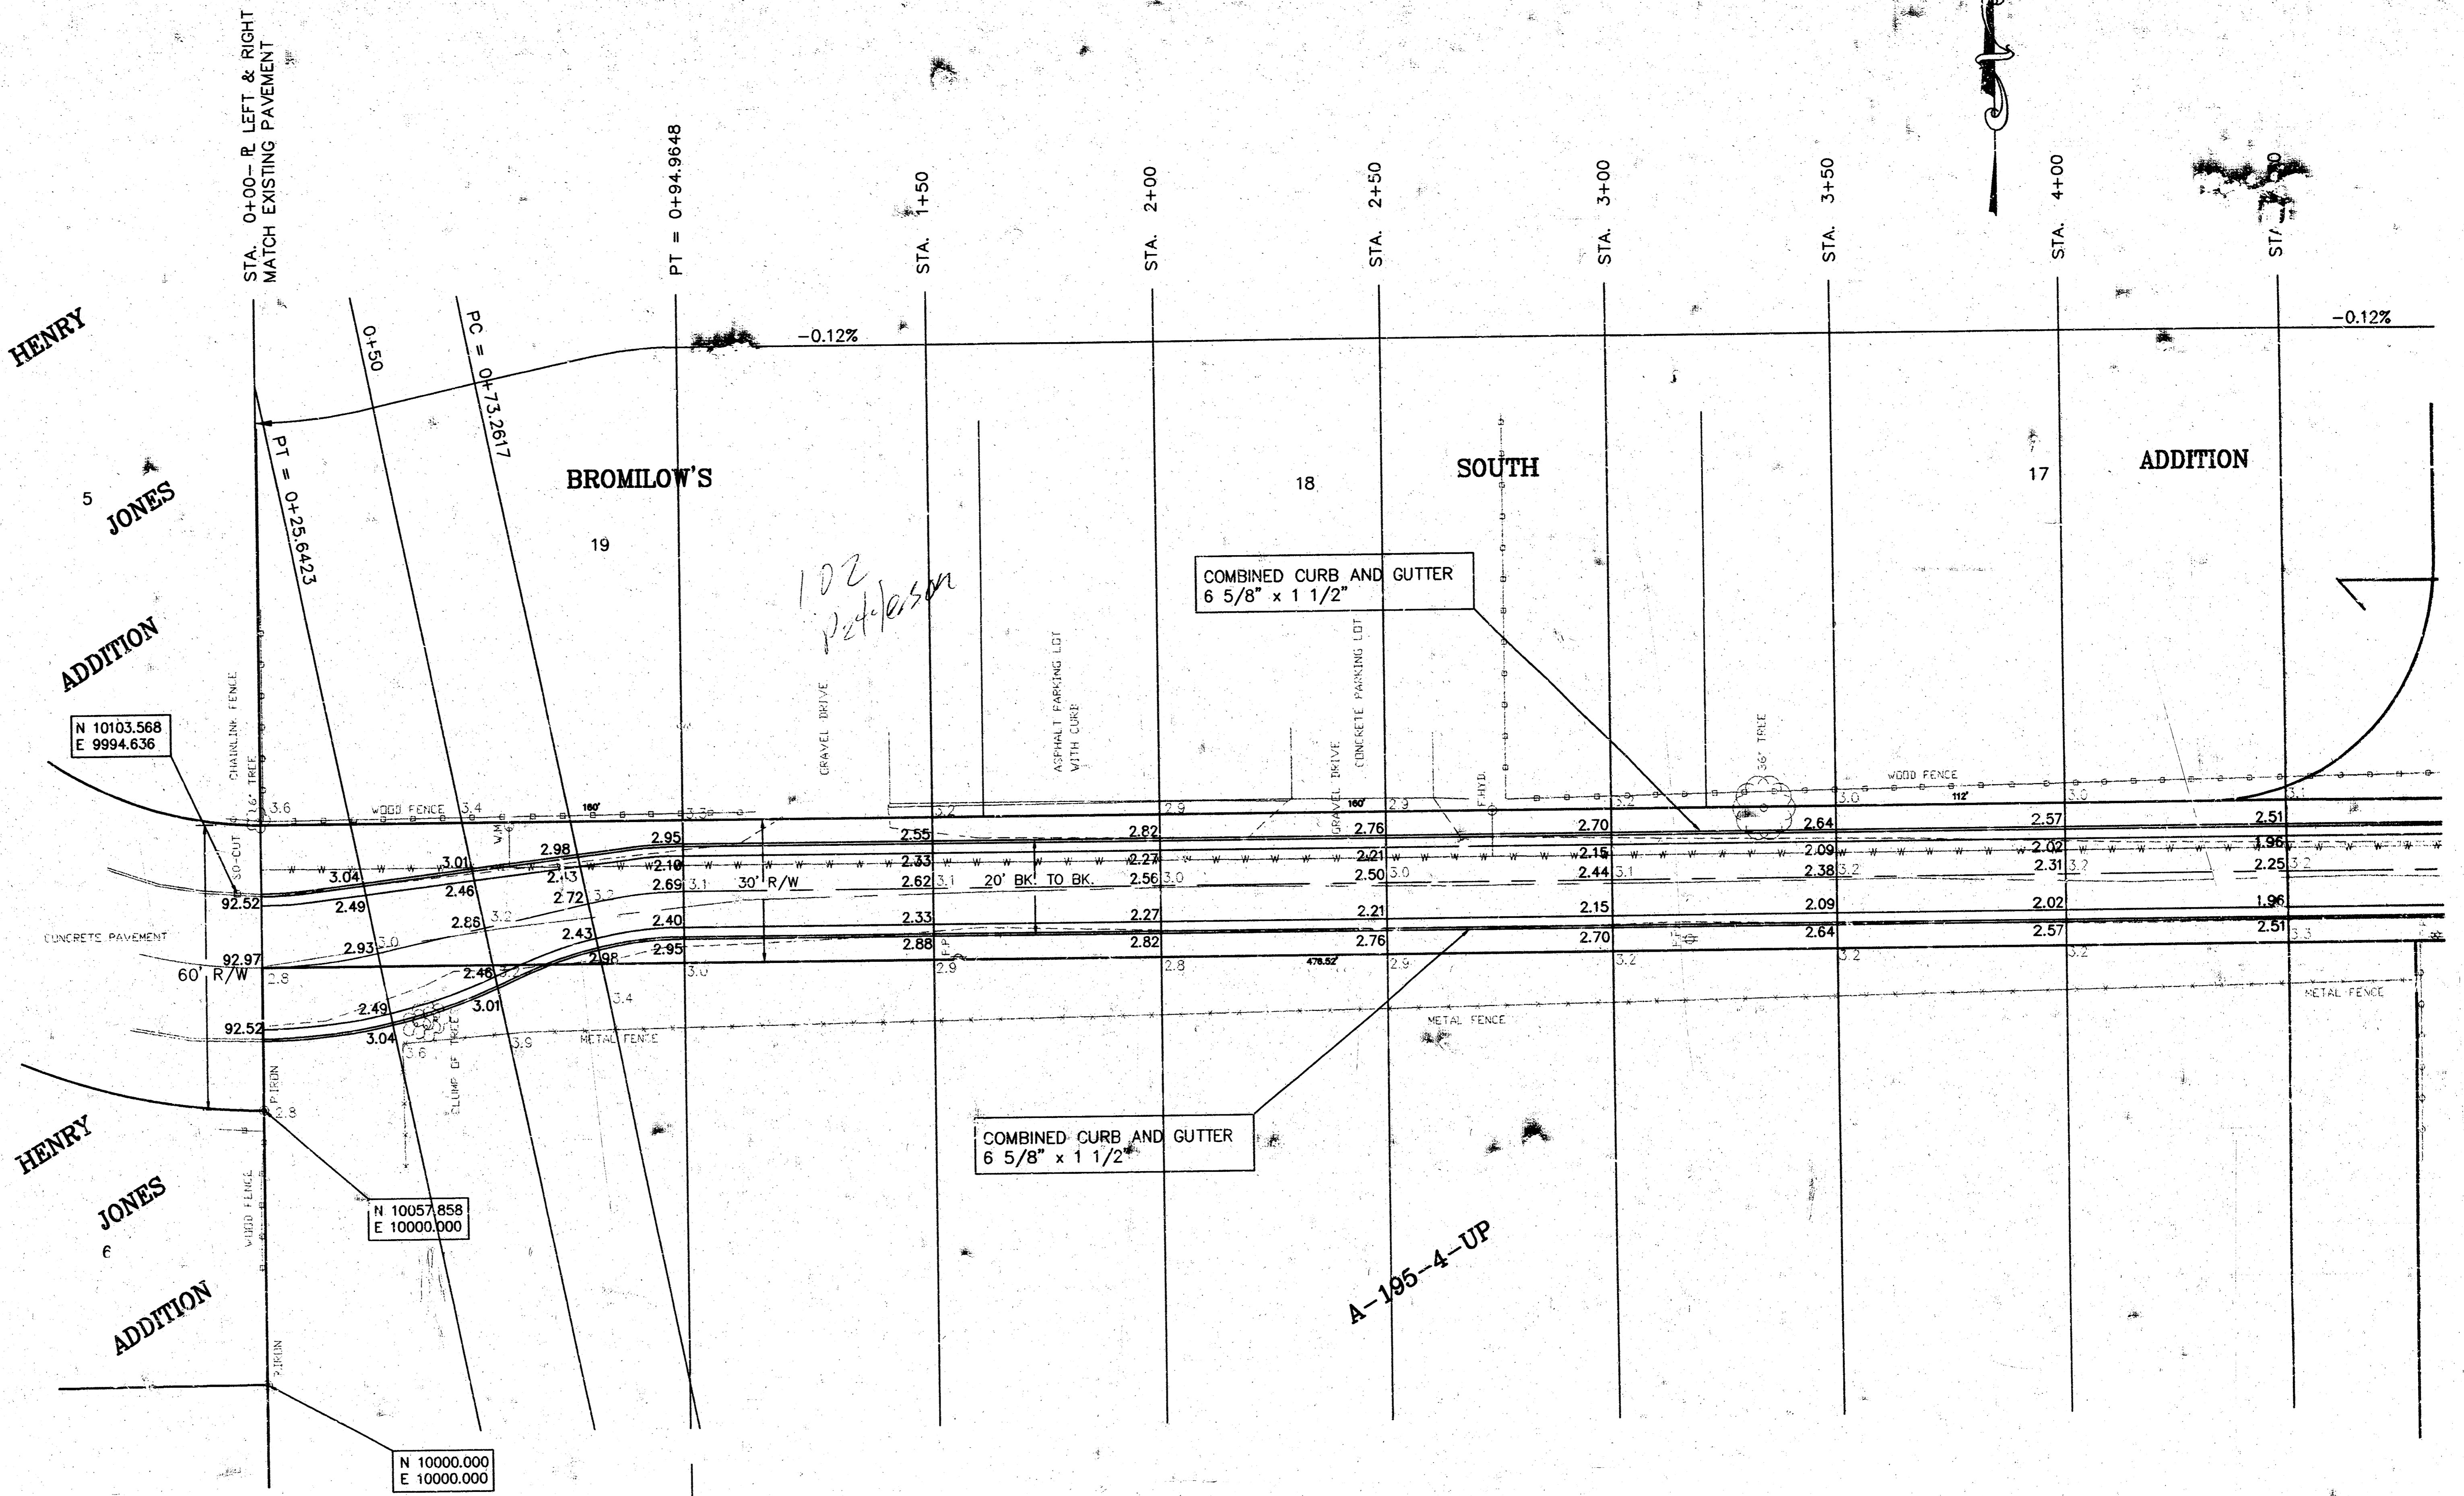 STA. 0+00-PL LEFT & RIGHT
MATCH EXISTING PAVEMENT
0+50
PC = 0+73.2617
PT = 0+25.6423
PT = 0+94.9648
STA. 1+50
STA. 2+00
STA. 2+50
STA. 3+00
STA. 3+50
STA. 4+00
-0.12%
-0.12%
HENRY
JONES
ADDITION
5
BROMILOW'S
SOUTH
ADDITION
19
18
17
102
Patterson
COMBINED CURB AND GUTTER
6 5/8" x 1 1/2"
N 10103.568
E 9994.636
CHAINLINK FENCE
GRAVEL DRIVE
ASPHALT PARKING LOT
WITH CURB
GRAVEL DRIVE
CONCRETE PARKING LOT
F.HYD.
36" TREE
WOOD FENCE
WOOD FENCE
W.M.
3.6
3.4
160'
3.3
3.2
2.9
160'
2.9
3.2
3.0
112'
3.0
3.1
3.04
3.01
2.98
2.95
2.55
2.82
2.76
2.70
2.64
2.57
2.51
2.49
2.46
2.43
2.10
2.33
2.27
2.21
2.15
2.09
2.02
1.96
92.52
2.93
3.0
2.86
3.2
2.72
3.2
2.69
3.1
30' R/W
2.62
3.1
20' BK. TO BK.
2.56
3.0
2.50
3.0
2.44
3.1
2.38
3.2
2.31
3.2
2.25
3.2
CONCRETE PAVEMENT
92.97
60' R/W
2.8
2.49
2.46
3.2
2.43
2.40
2.33
2.27
2.21
2.15
2.09
2.02
1.96
92.52
3.04
3.01
2.98
2.95
2.88
2.82
2.76
2.70
2.64
2.57
2.51
3.6
3.9
3.4
3.0
2.9
P.P.
2.8
476.52'
2.9
3.2
3.2
3.2
3.3
CLUMP OF TREES
METAL FENCE
METAL FENCE
METAL FENCE
P.IRON
2.8
COMBINED CURB AND GUTTER
6 5/8" x 1 1/2"
HENRY
JONES
6
ADDITION
WOOD FENCE
P.IRON
N 10057.858
E 10000.000
A-195-4-UP
N 10000.000
E 10000.000